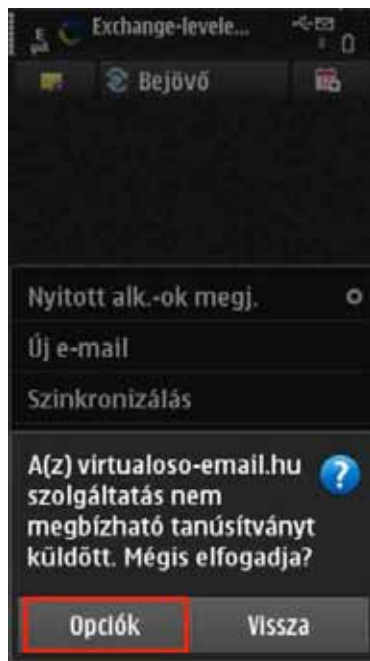 Exchange-levele...
Bejövő
Nyitott alk.-ok megj.
Új e-mail
Szinkronizálás
A(z) virtualoso-email.hu
szolgáltatás nem
megbízható tanúsítványt
küldött. Mégis elfogadja?
Opciók Vissza